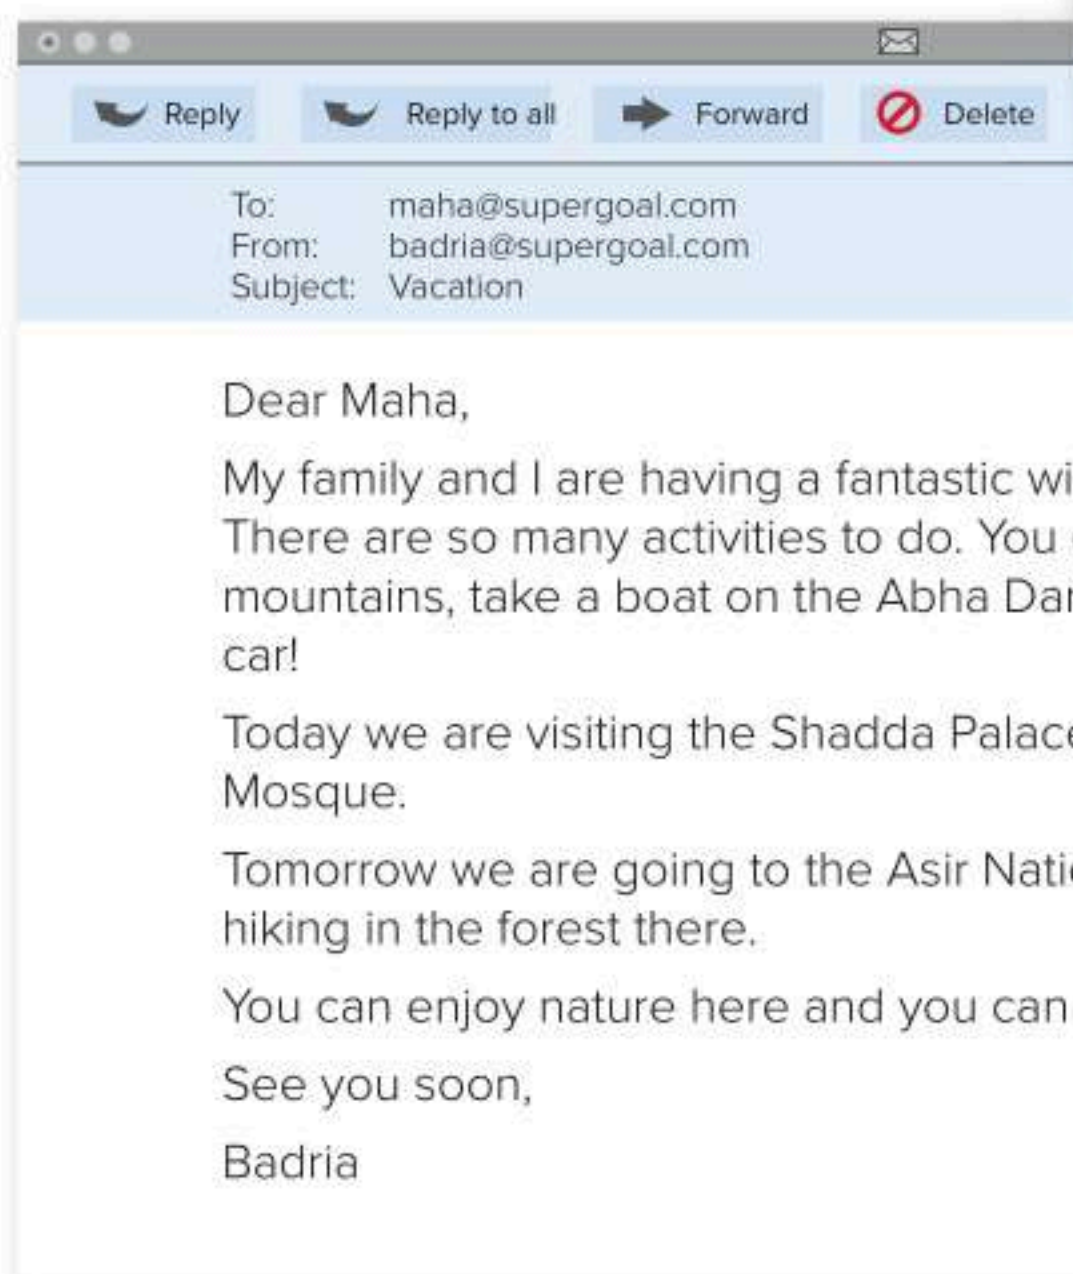 Reply Reply to all Forward Delete
To: maha@supergoal.com
From: badria@supergoal.com
Subject: Vacation
Dear Maha,
My family and I are having a fantastic
There are so many activities to do. You
mountains, take a boat on the Abha
car!
Today we are visiting the Shadda Palace
Mosque.
Tomorrow we are going to the Asir
hiking in the forest there.
You can enjoy nature here and you can
See you soon,
Badria